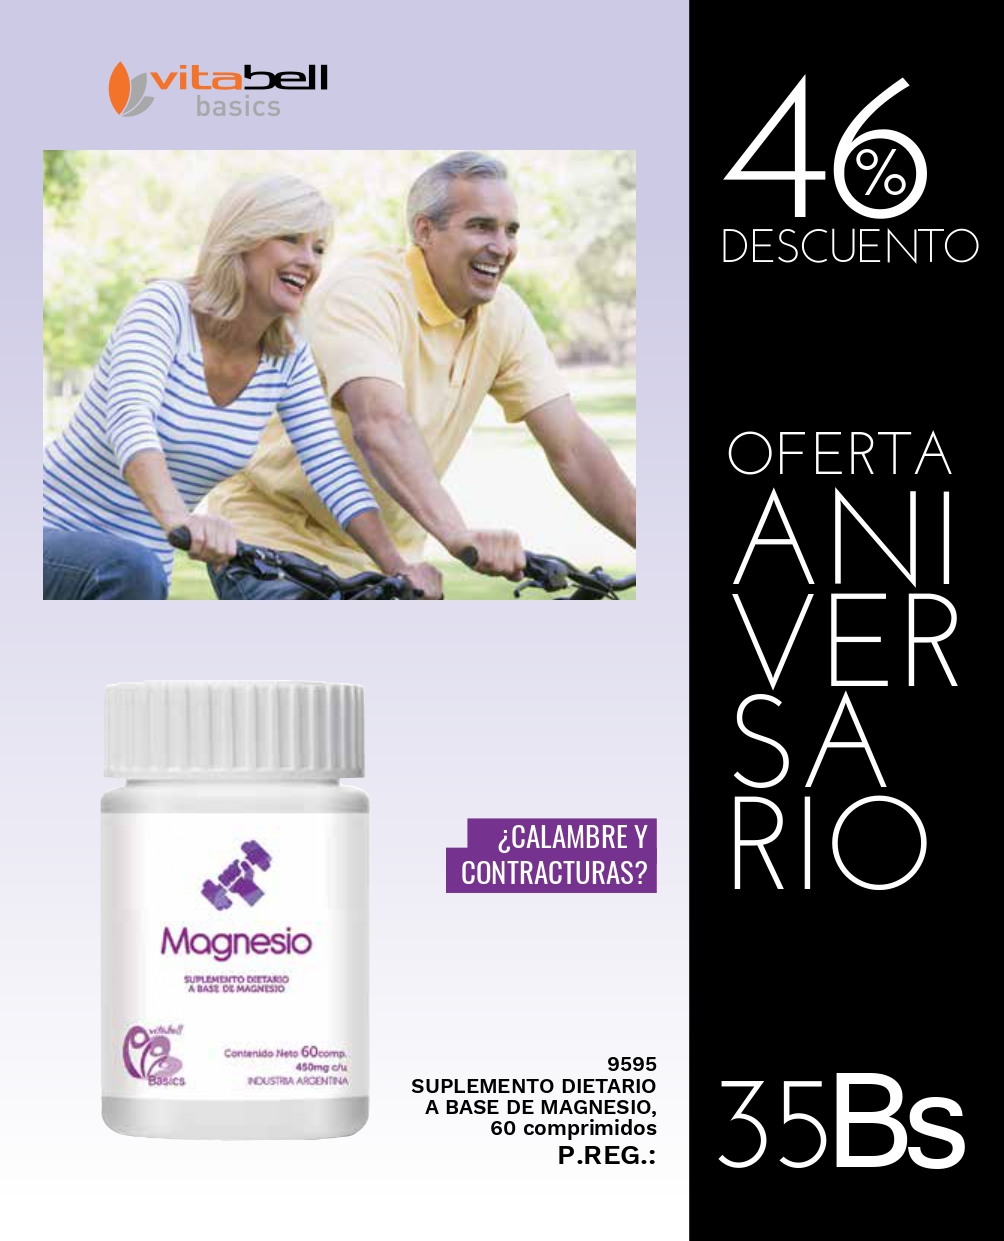 vitabell
basics
46%
DESCUENTO
OFERTA
ANI
VER
SA
RIO
¿CALAMBRE Y
CONTRACTURAS?
Magnesio
SUPLEMENTO DIETARIO
A BASE DE MAGNESIO
vitabell
Basics
Contenido Neto 60comp.
450mg c/u
INDUSTRIA ARGENTINA
9595
SUPLEMENTO DIETARIO
A BASE DE MAGNESIO,
60 comprimidos
P.REG.:
35Bs